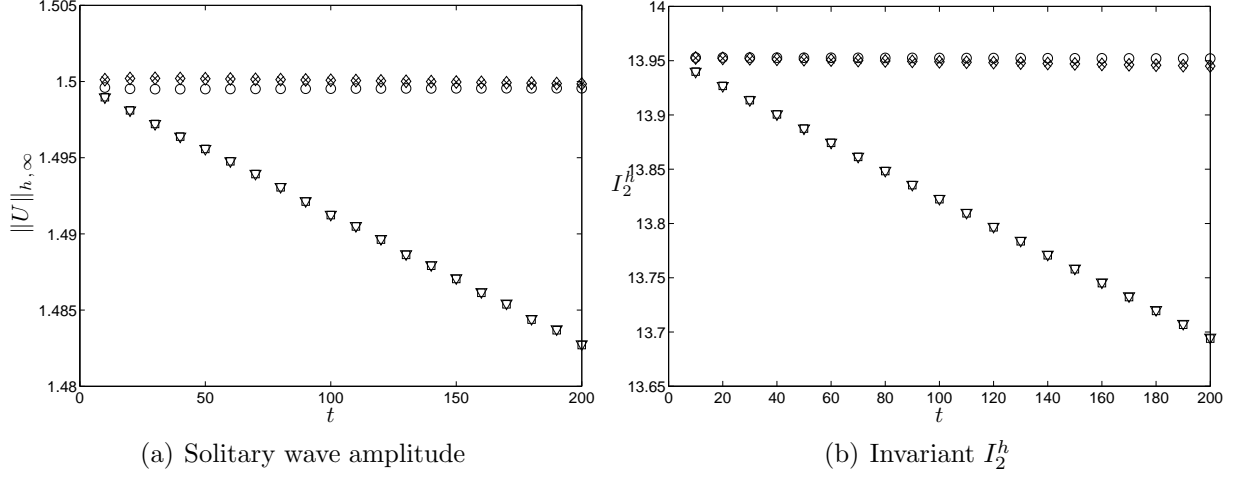 1.505
1.5
1.495
1.49
1.485
1.48
‖U‖h,∞
0 50 100 150 200
t
(a) Solitary wave amplitude
14
13.95
13.9
13.85
13.8
13.75
13.7
13.65
I₂ʰ
0 20 40 60 80 100 120 140 160 180 200
t
(b) Invariant I₂ʰ